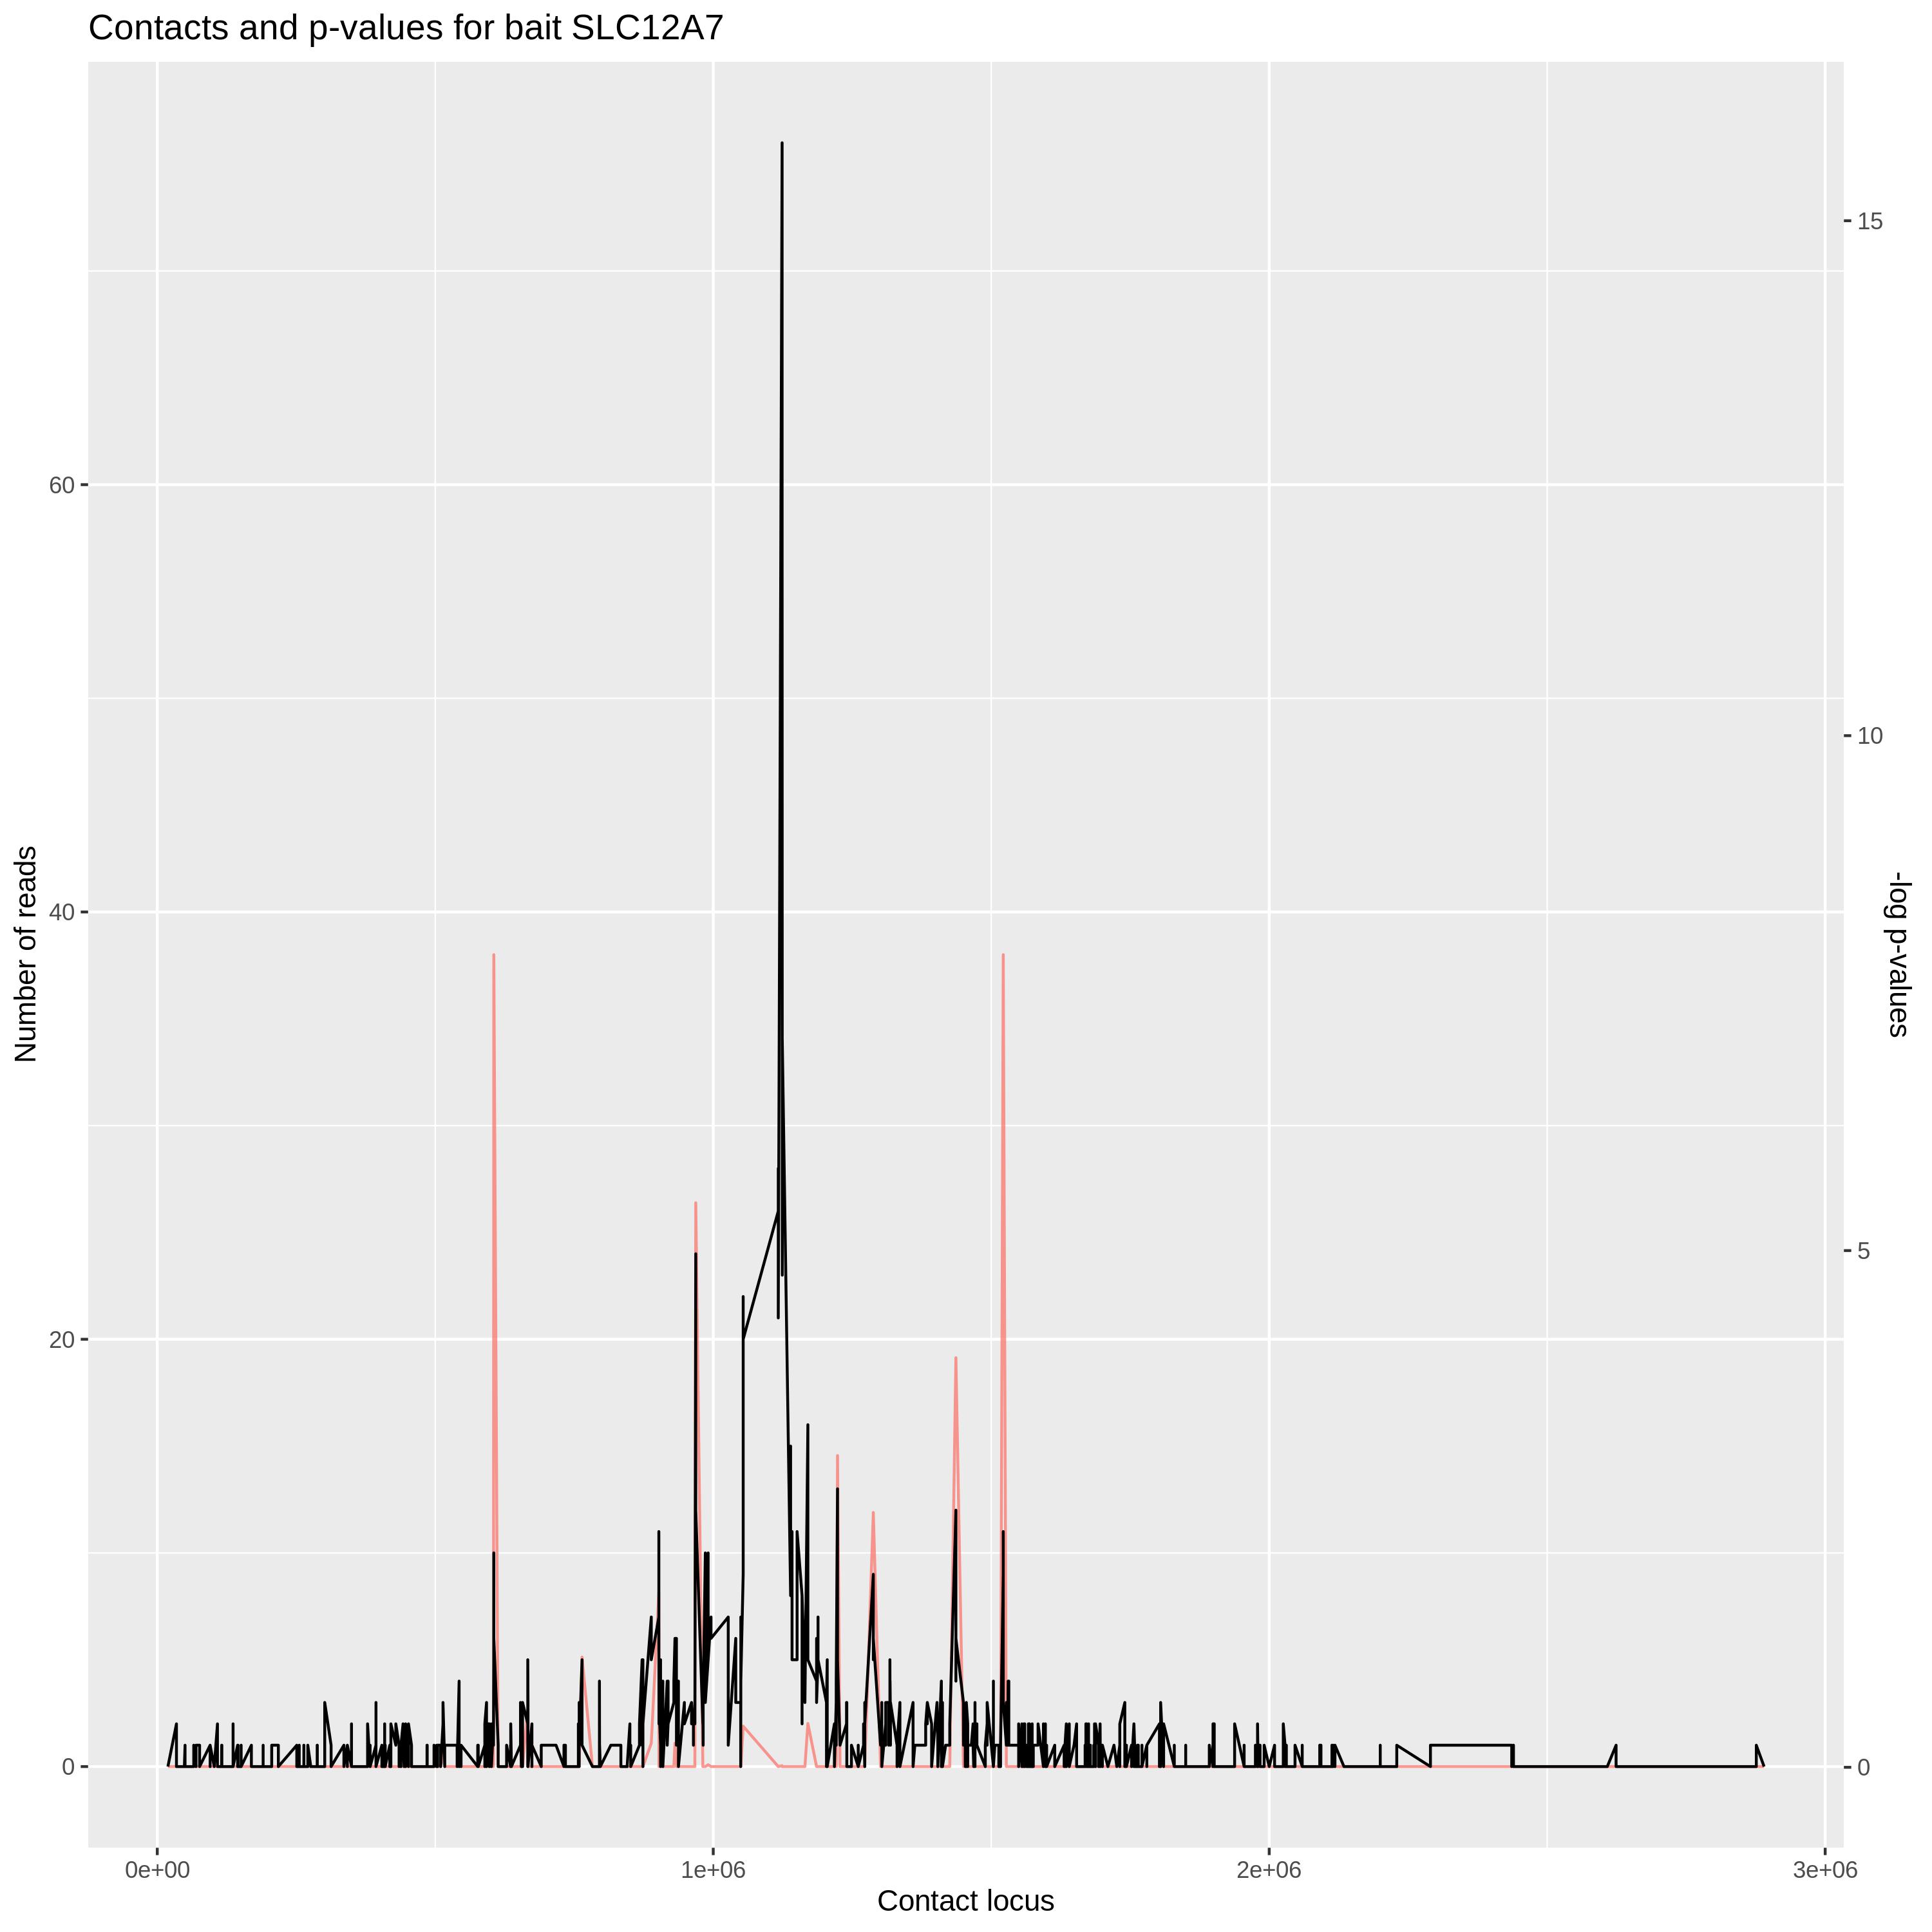 Contacts and p-values for bait SLC12A7
15
60
10
40
Number of reads
-log p-values
5
20
0
0
0e+00
1e+06
2e+06
3e+06
Contact locus